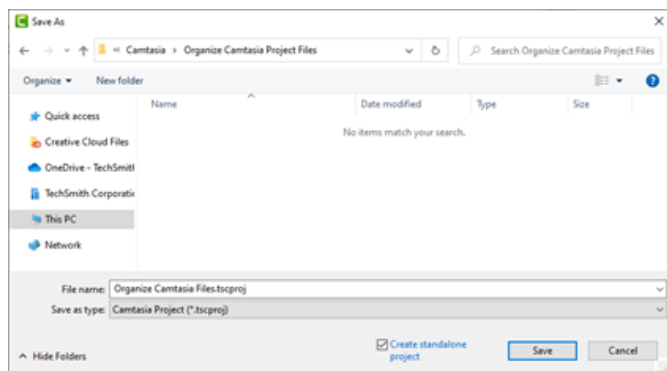 Save As
« Camtasia › Organize Camtasia Project Files
Search Organize Camtasia Project Files
Organize
New folder
Name
Date modified
Type
Size
No items match your search.
Quick access
Creative Cloud Files
OneDrive - TechSmith
TechSmith Corporati
This PC
Network
File name: Organize Camtasia Files.tscproj
Save as type: Camtasia Project (*.tscproj)
Hide Folders
Create standalone
project
Save
Cancel